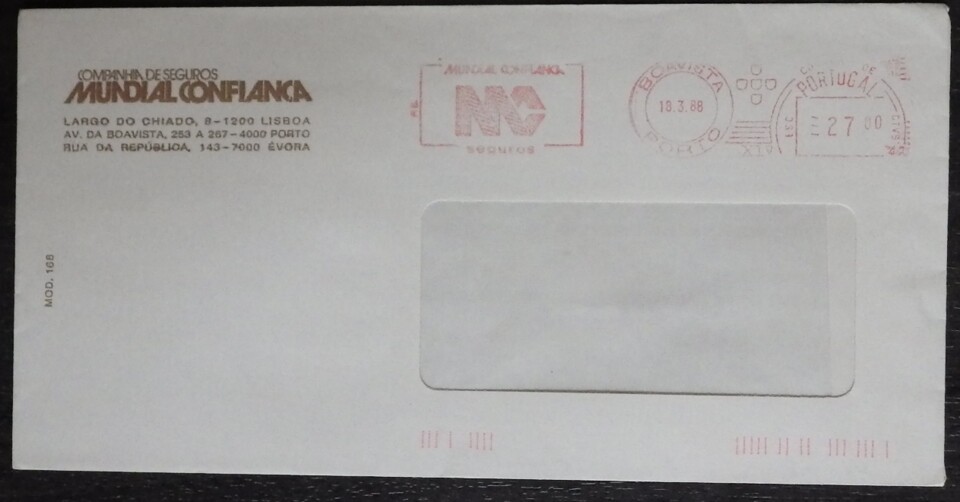 COMPANHIA DE SEGUROS
MUNDIAL CONFIANÇA
LARGO DO CHIADO, 8-1200 LISBOA
AV. DA BOAVISTA, 253 A 267-4000 PORTO
RUA DA REPÚBLICA, 143-7000 ÉVORA
MUNDIAL CONFIANÇA
MC
seguros
BOAVISTA
18.3.88
PORTO
PORTUGAL
27 00
MOD. 168